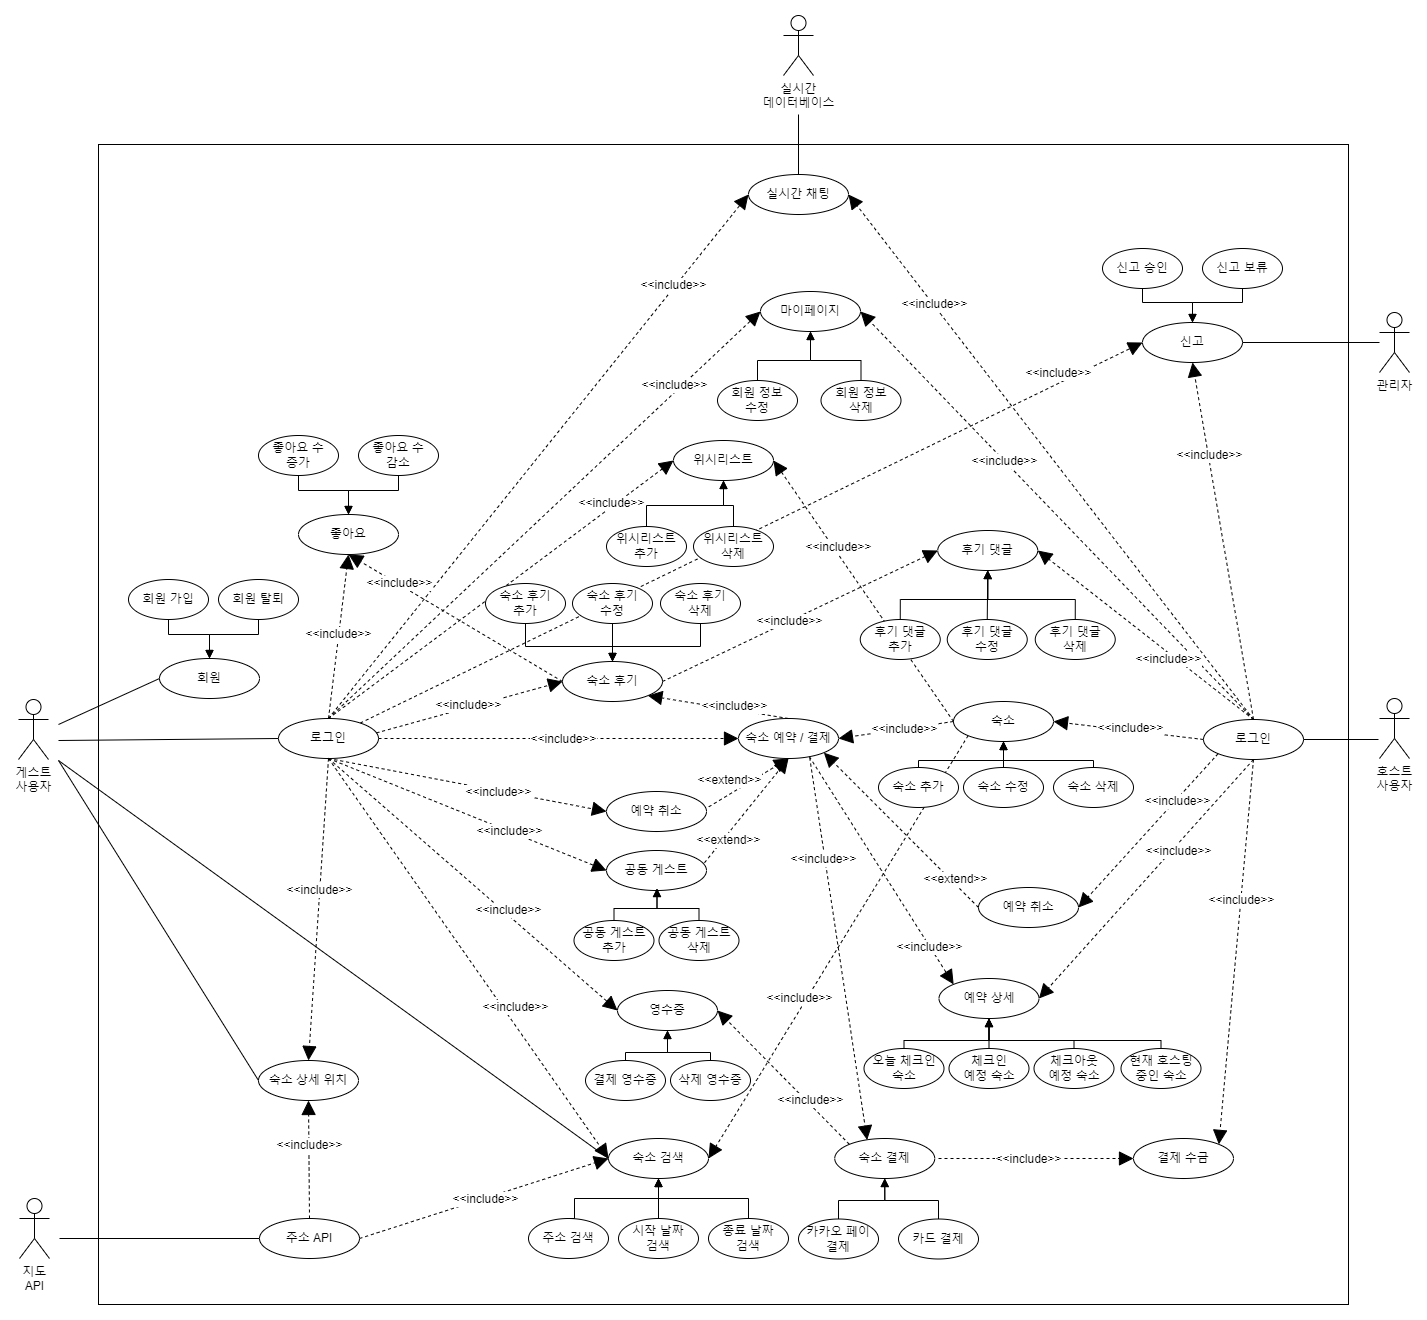 실시간
데이터베이스
실시간 채팅
신고 승인
신고 보류
<<include>>
<<include>>
마이페이지
신고
관리자
<<include>>
<<include>>
회원 정보
수정
회원 정보
삭제
좋아요 수
증가
좋아요 수
감소
위시리스트
<<include>>
<<include>>
<<include>>
좋아요
위시리스트
추가
위시리스트
삭제
<<include>>
후기 댓글
<<include>>
회원 가입
회원 탈퇴
숙소 후기
추가
숙소 후기
수정
숙소 후기
삭제
<<include>>
<<include>>
후기 댓글
추가
후기 댓글
수정
후기 댓글
삭제
<<include>>
회원
숙소 후기
<<include>>
<<include>>
게스트
사용자
로그인
<<include>>
숙소 예약 / 결제
<<include>>
숙소
<<include>>
로그인
호스트
사용자
<<include>>
<<extend>>
숙소 추가
숙소 수정
숙소 삭제
<<include>>
예약 취소
<<include>>
<<extend>>
<<include>>
<<include>>
공동 게스트
<<include>>
<<extend>>
<<include>>
<<include>>
예약 취소
공동 게스트
추가
공동 게스트
삭제
<<include>>
<<include>>
영수증
<<include>>
예약 상세
오늘 체크인
숙소
체크인
예정 숙소
체크아웃
예정 숙소
현재 호스팅
중인 숙소
숙소 상세 위치
결제 영수증
삭제 영수증
<<include>>
<<include>>
숙소 검색
숙소 결제
<<include>>
결제 수금
<<include>>
지도
API
주소 API
주소 검색
시작 날짜
검색
종료 날짜
검색
카카오 페이
결제
카드 결제